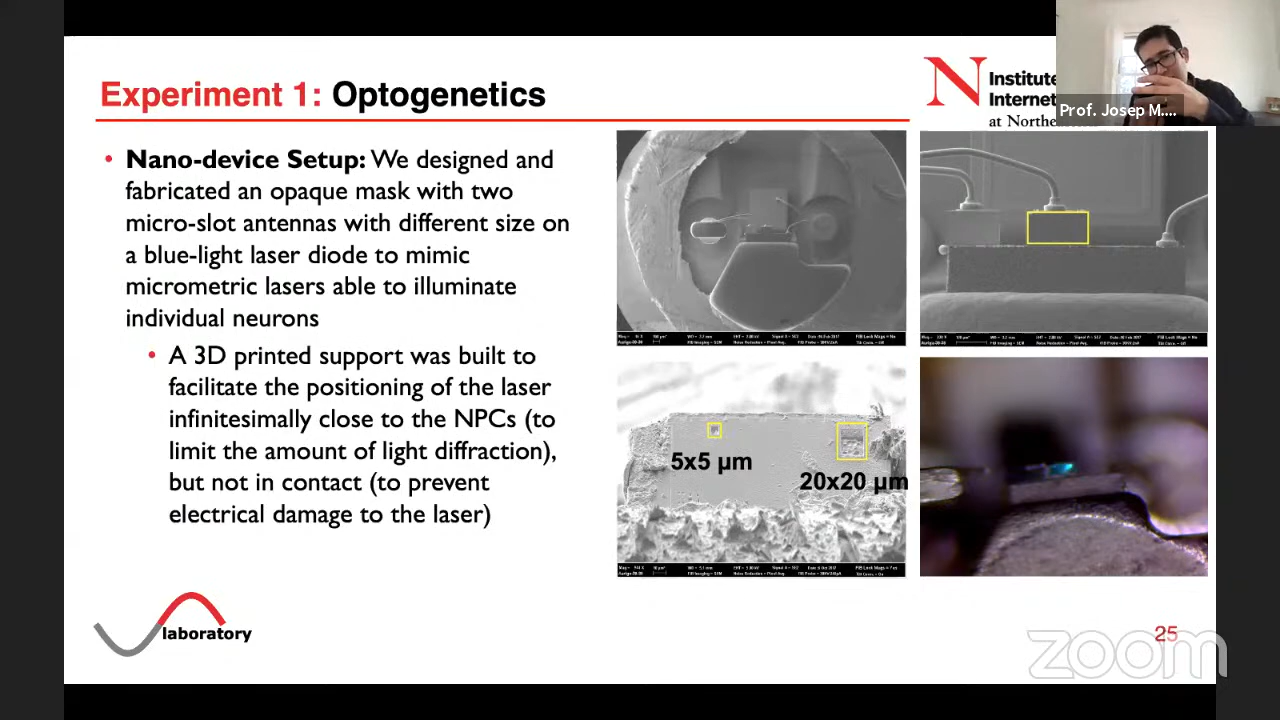 Experiment 1: Optogenetics
N
Institute
Internet
at Northe
Prof. Josep M....
• Nano-device Setup: We designed and
fabricated an opaque mask with two
micro-slot antennas with different size on
a blue-light laser diode to mimic
micrometric lasers able to illuminate
individual neurons
• A 3D printed support was built to
facilitate the positioning of the laser
infinitesimally close to the NPCs (to
limit the amount of light diffraction),
but not in contact (to prevent
electrical damage to the laser)
5x5 µm
20x20 µm
laboratory
25
zoom